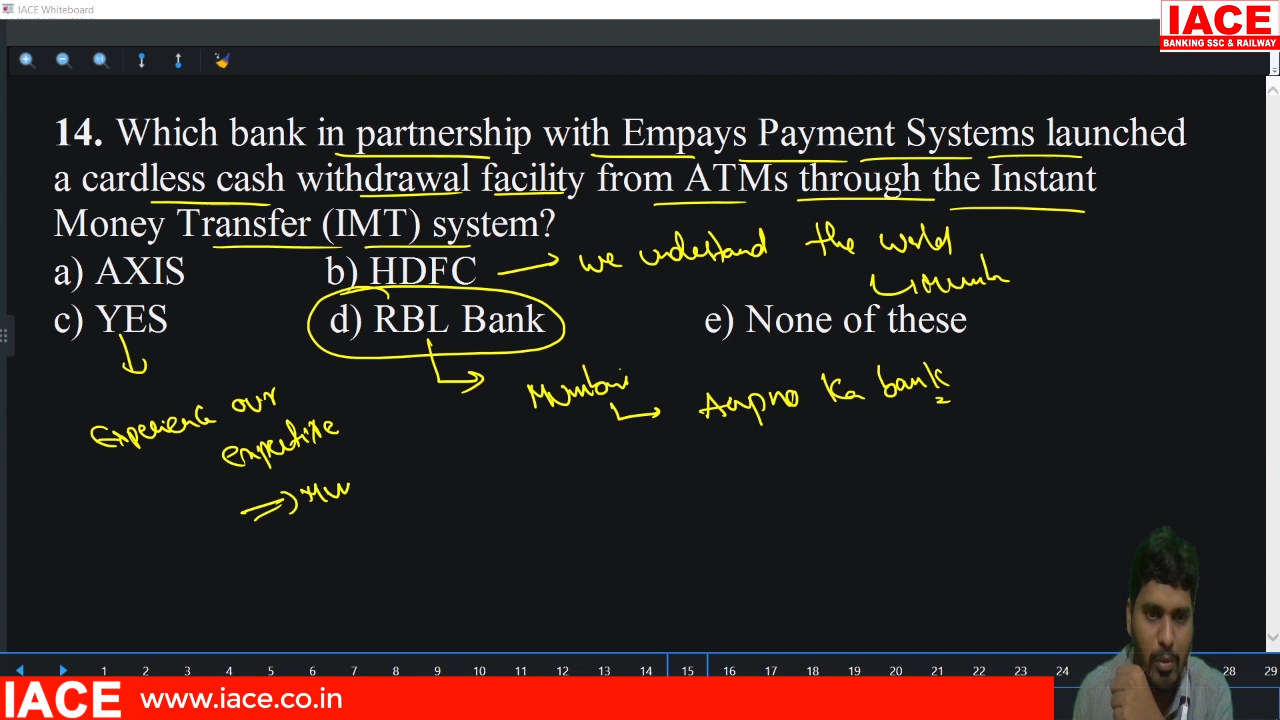 IACE Whiteboard
IACE
BANKING SSC & RAILWAY
14. Which bank in partnership with Empays Payment Systems launched
a cardless cash withdrawal facility from ATMs through the Instant
Money Transfer (IMT) system?
we understand the world
a) AXIS b) HDFC
c) YES d) RBL Bank e) None of these
Mumbai Aapno Ka bank
Experience our
expertise
1 2 3 4 5 6 7 8 9 10 11 12 13 14 15 16 17 18 19 20 21 22 23 24 28 29
IACE www.iace.co.in